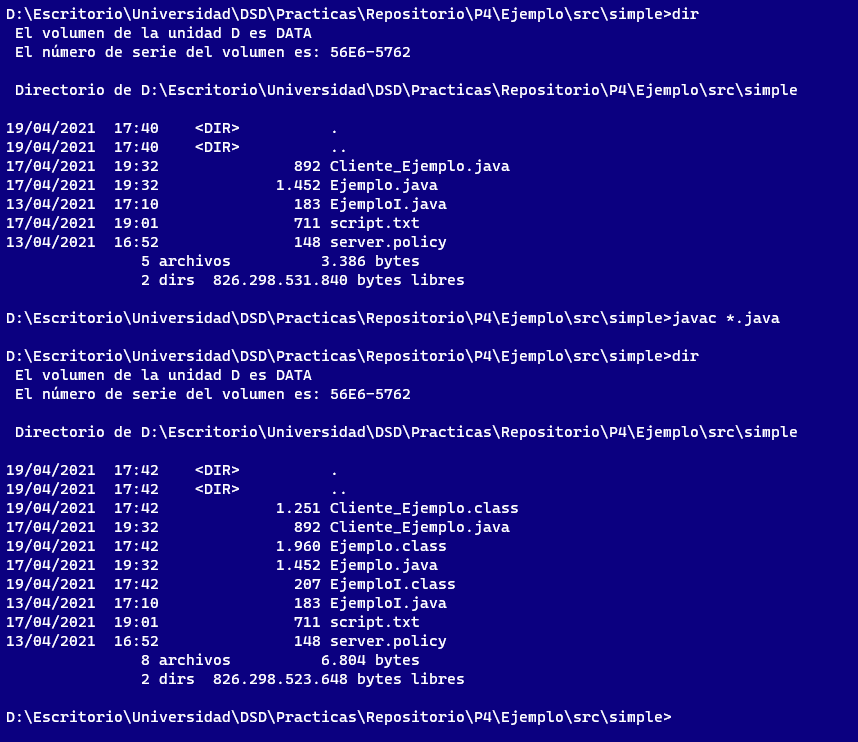 D:\Escritorio\Universidad\DSD\Practicas\Repositorio\P4\Ejemplo\src\simple>dir
 El volumen de la unidad D es DATA
 El número de serie del volumen es: 56E6-5762

 Directorio de D:\Escritorio\Universidad\DSD\Practicas\Repositorio\P4\Ejemplo\src\simple

19/04/2021  17:40    <DIR>          .
19/04/2021  17:40    <DIR>          ..
17/04/2021  19:32               892 Cliente_Ejemplo.java
17/04/2021  19:32             1.452 Ejemplo.java
13/04/2021  17:10               183 EjemploI.java
17/04/2021  19:01               711 script.txt
13/04/2021  16:52               148 server.policy
               5 archivos          3.386 bytes
               2 dirs  826.298.531.840 bytes libres

D:\Escritorio\Universidad\DSD\Practicas\Repositorio\P4\Ejemplo\src\simple>javac *.java

D:\Escritorio\Universidad\DSD\Practicas\Repositorio\P4\Ejemplo\src\simple>dir
 El volumen de la unidad D es DATA
 El número de serie del volumen es: 56E6-5762

 Directorio de D:\Escritorio\Universidad\DSD\Practicas\Repositorio\P4\Ejemplo\src\simple

19/04/2021  17:42    <DIR>          .
19/04/2021  17:42    <DIR>          ..
19/04/2021  17:42             1.251 Cliente_Ejemplo.class
17/04/2021  19:32               892 Cliente_Ejemplo.java
19/04/2021  17:42             1.960 Ejemplo.class
17/04/2021  19:32             1.452 Ejemplo.java
19/04/2021  17:42               207 EjemploI.class
13/04/2021  17:10               183 EjemploI.java
17/04/2021  19:01               711 script.txt
13/04/2021  16:52               148 server.policy
               8 archivos          6.804 bytes
               2 dirs  826.298.523.648 bytes libres

D:\Escritorio\Universidad\DSD\Practicas\Repositorio\P4\Ejemplo\src\simple>